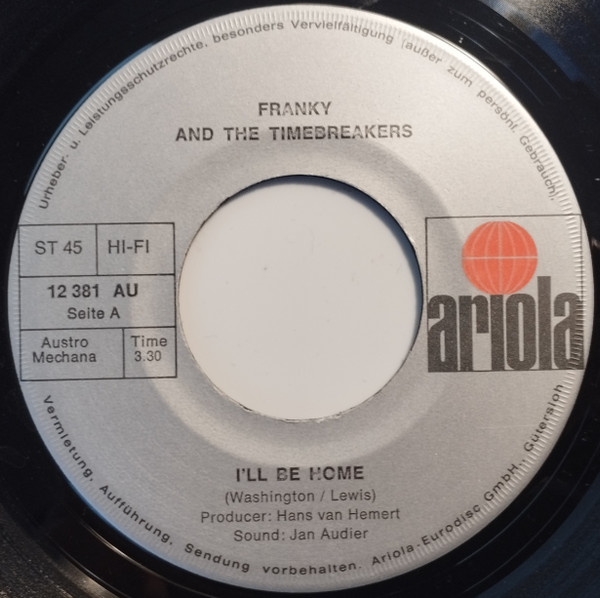 Urheber- u. Leistungsschutzrechte, besonders Vervielfältigung (außer zum persönl. Gebrauch),
FRANKY
AND THE TIMEBREAKERS
ST 45
HI-FI
12 381 AU
Seite A
Austro
Mechana
Time
3.30
ariola
I'LL BE HOME
(Washington / Lewis)
Producer: Hans van Hemert
Sound: Jan Audier
Vermietung, Aufführung, Sendung vorbehalten. Ariola-Eurodisc GmbH., Gütersloh